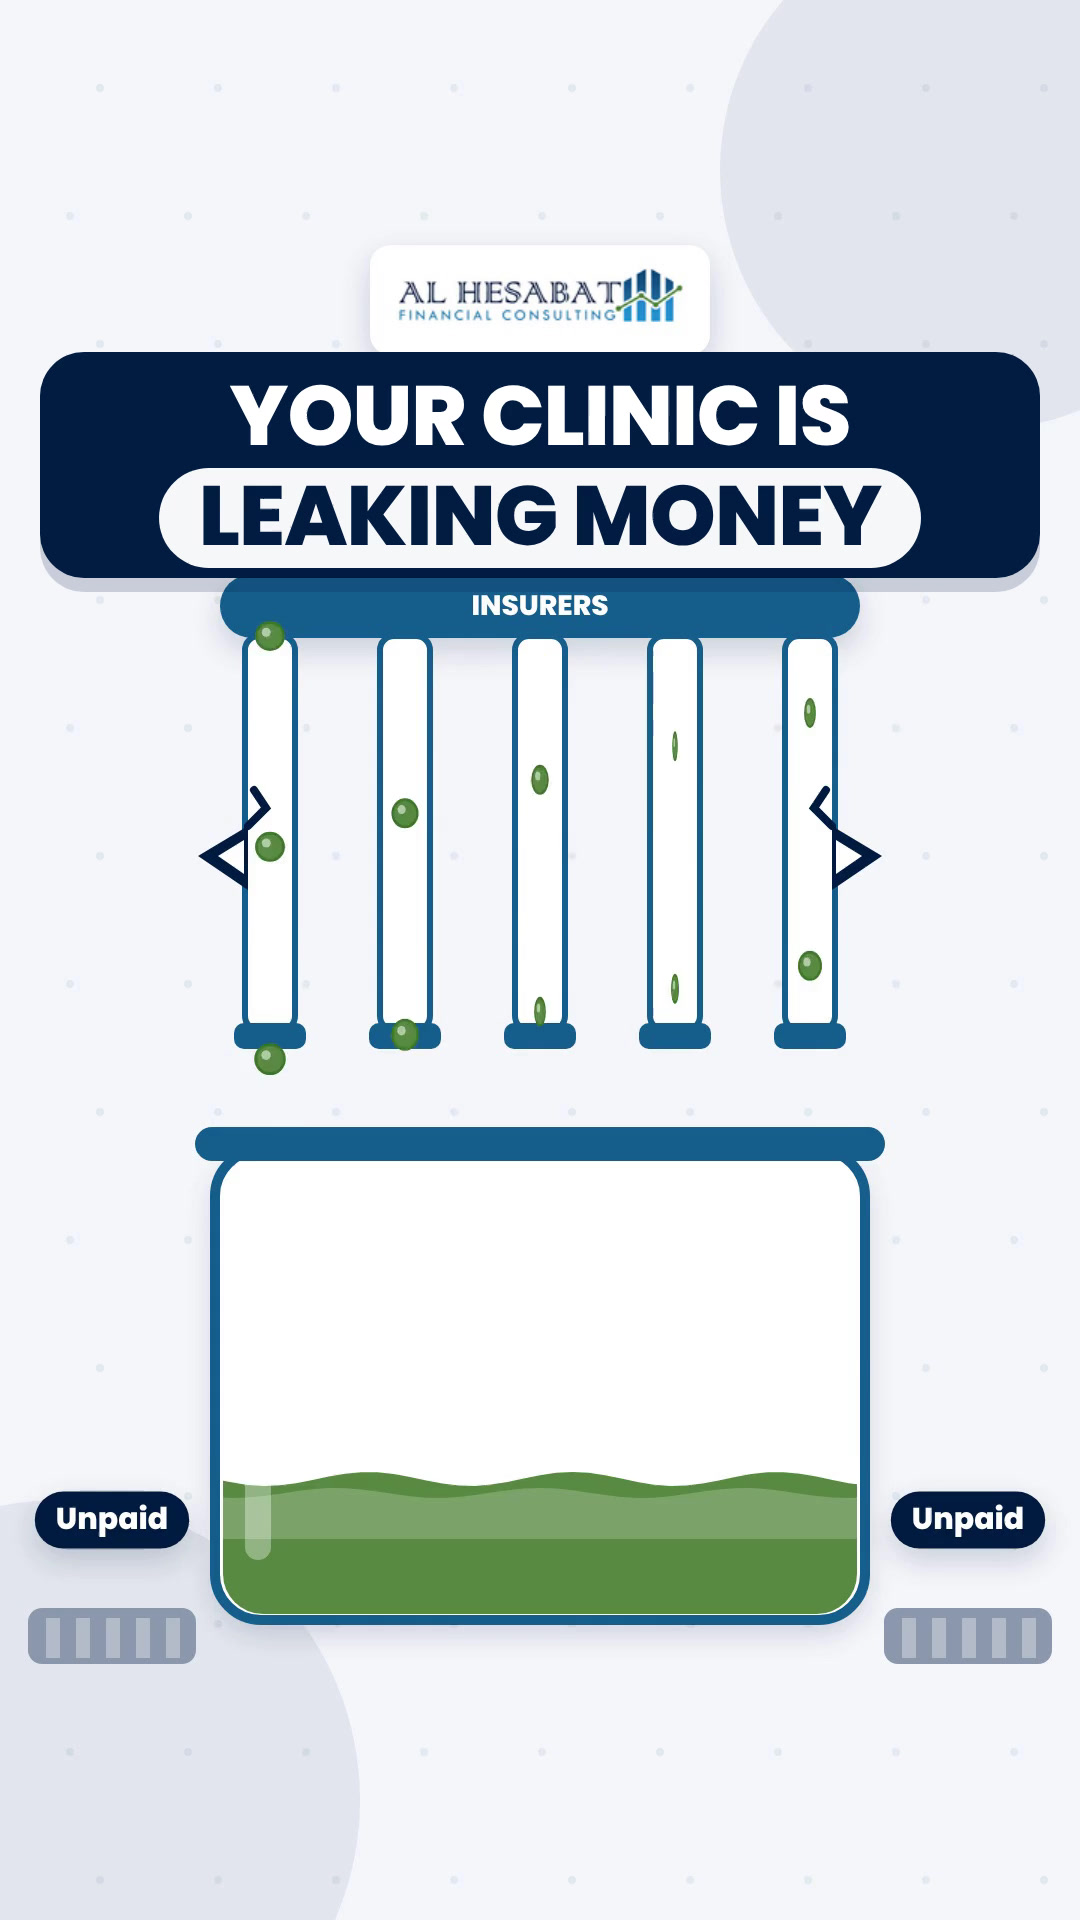 AL HESABAT
FINANCIAL CONSULTING
YOUR CLINIC IS
LEAKING MONEY
INSURERS
Unpaid
Unpaid